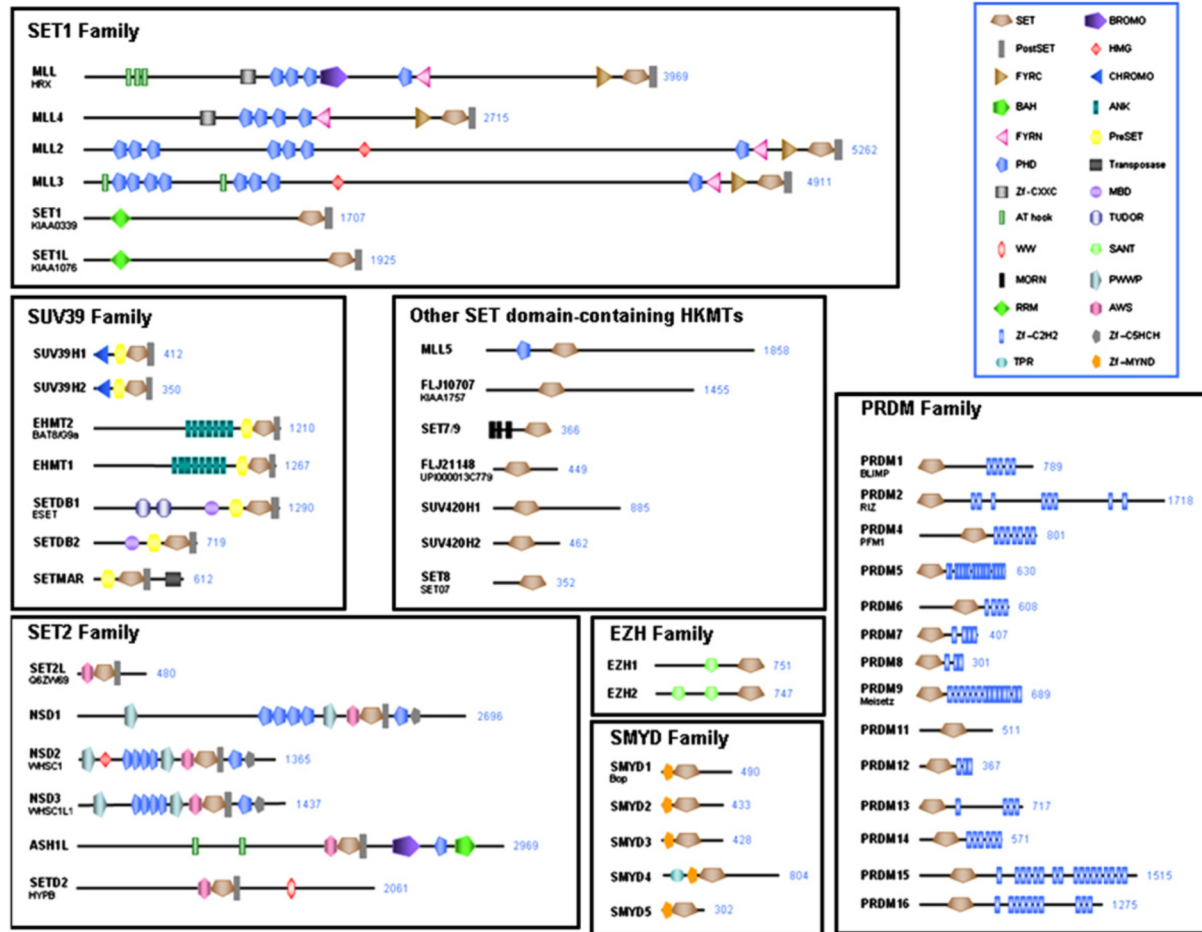 SET1 Family
MLL
HRX
3969
MLL4
2715
MLL2
5262
MLL3
4911
SET1
KIAA0339
1707
SET1L
KIAA1076
1925
SET
BROMO
PostSET
HMG
FYRC
CHROMO
BAH
ANK
FYRN
PreSET
PHD
Transposase
Zf-CXXC
MBD
AT hook
TUDOR
WW
SANT
MORN
PWWP
RRM
AWS
Zf-C2H2
Zf-C5HCH
TPR
Zf-MYND
SUV39 Family
SUV39H1
412
SUV39H2
350
EHMT2
BAT8/G9a
1210
EHMT1
1267
SETDB1
ESET
1290
SETDB2
719
SETMAR
612
Other SET domain-containing HKMTs
MLL5
1858
FLJ10707
KIAA1757
1455
SET7/9
366
FLJ21148
UPI000013C779
449
SUV420H1
885
SUV420H2
462
SET8
SET07
352
PRDM Family
PRDM1
BLIMP
789
PRDM2
RIZ
1718
PRDM4
PFM1
801
PRDM5
630
PRDM6
608
PRDM7
407
PRDM8
301
PRDM9
Meisetz
689
PRDM11
511
PRDM12
367
PRDM13
717
PRDM14
571
PRDM15
1515
PRDM16
1275
SET2 Family
SET2L
Q6ZW69
480
NSD1
2696
NSD2
WHSC1
1365
NSD3
WHSC1L1
1437
ASH1L
2969
SETD2
HYPB
2061
EZH Family
EZH1
751
EZH2
747
SMYD Family
SMYD1
Bop
490
SMYD2
433
SMYD3
428
SMYD4
804
SMYD5
302